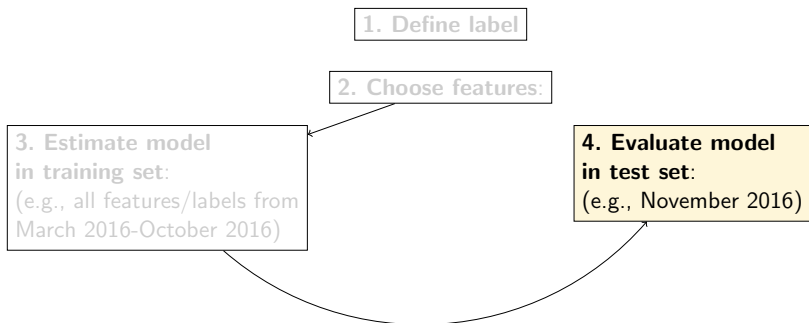 1. Define label
2. Choose features:
3. Estimate model
in training set:
(e.g., all features/labels from
March 2016-October 2016)
4. Evaluate model
in test set:
(e.g., November 2016)